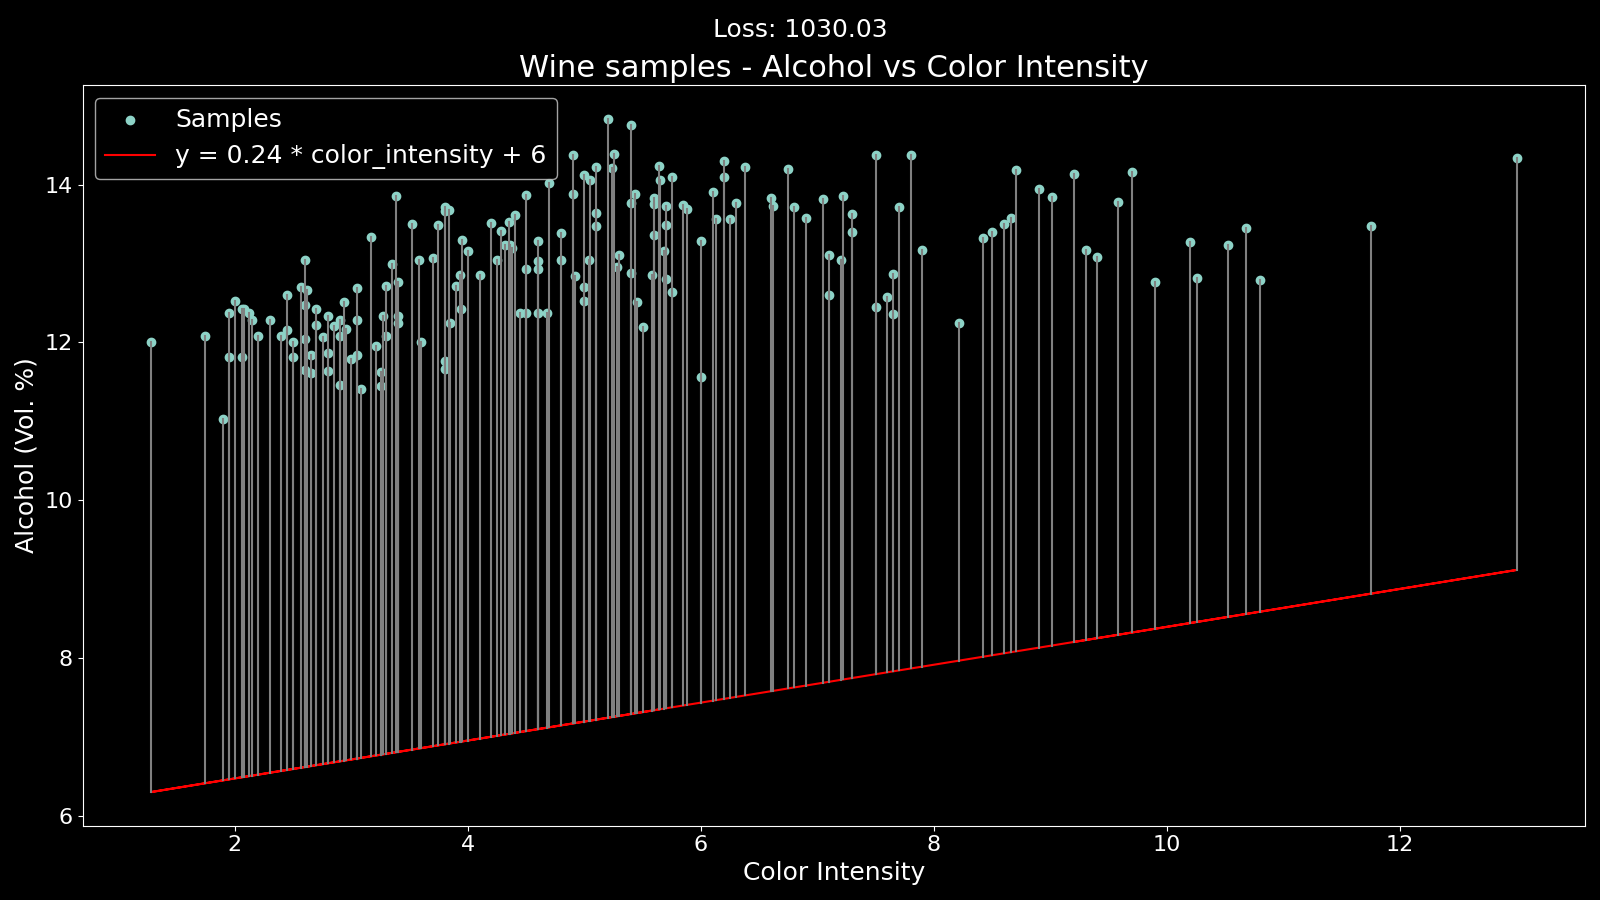 Loss: 1030.03
Wine samples - Alcohol vs Color Intensity
Samples
y = 0.24 * color_intensity + 6
14
12
10
8
6
Alcohol (Vol. %)
2 4 6 8 10 12
Color Intensity